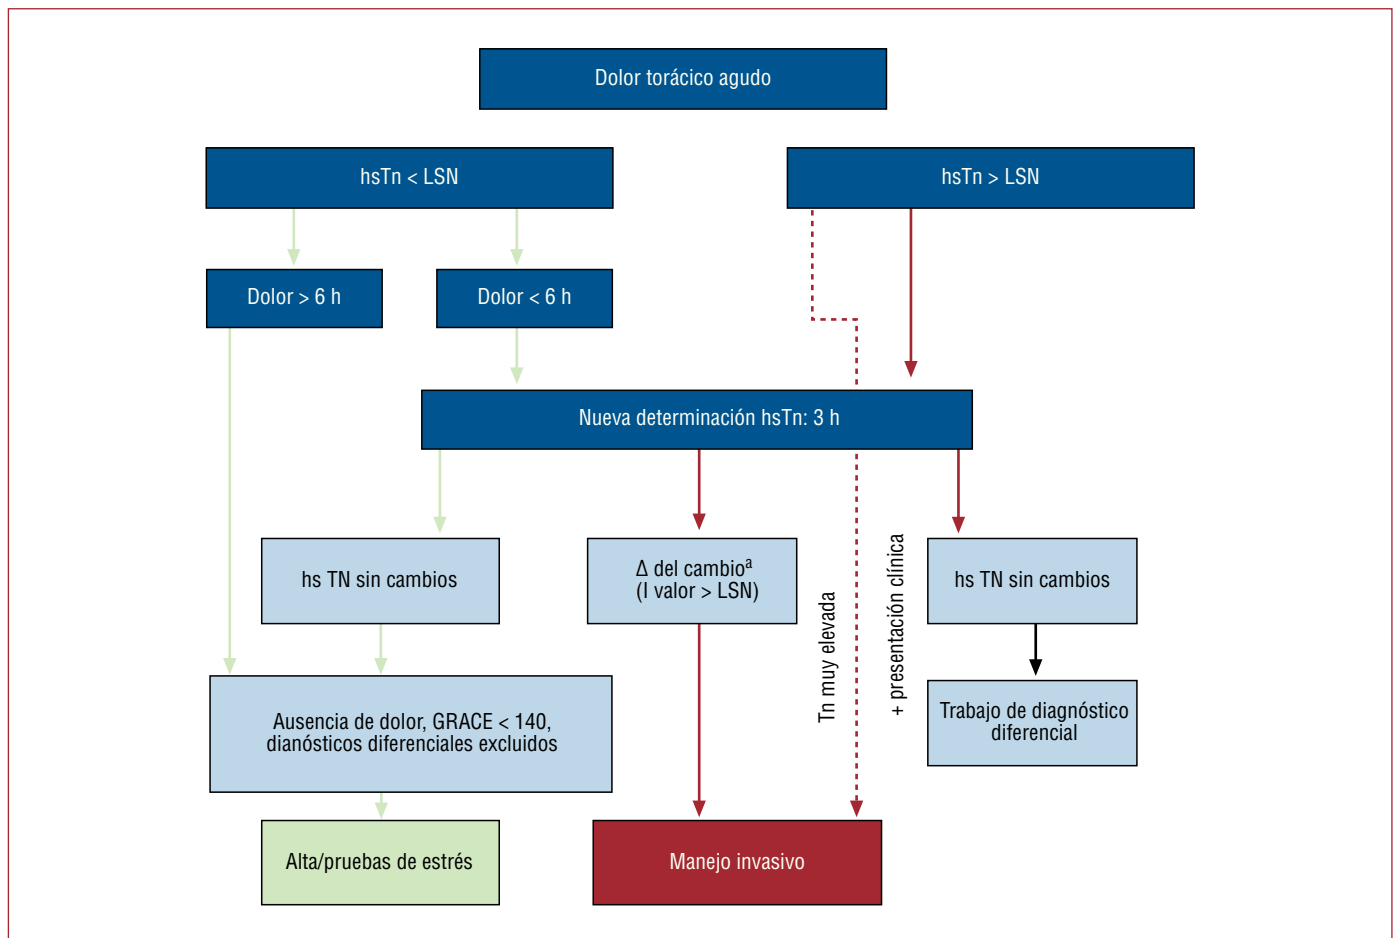 Dolor torácico agudo
hsTn < LSN
hsTn > LSN
Dolor > 6 h
Dolor < 6 h
Nueva determinación hsTn: 3 h
hs TN sin cambios
Δ del cambioª
(I valor > LSN)
Tn muy elevada
+ presentación clínica
hs TN sin cambios
Ausencia de dolor, GRACE < 140,
dianósticos diferenciales excluidos
Trabajo de diagnóstico
diferencial
Alta/pruebas de estrés
Manejo invasivo